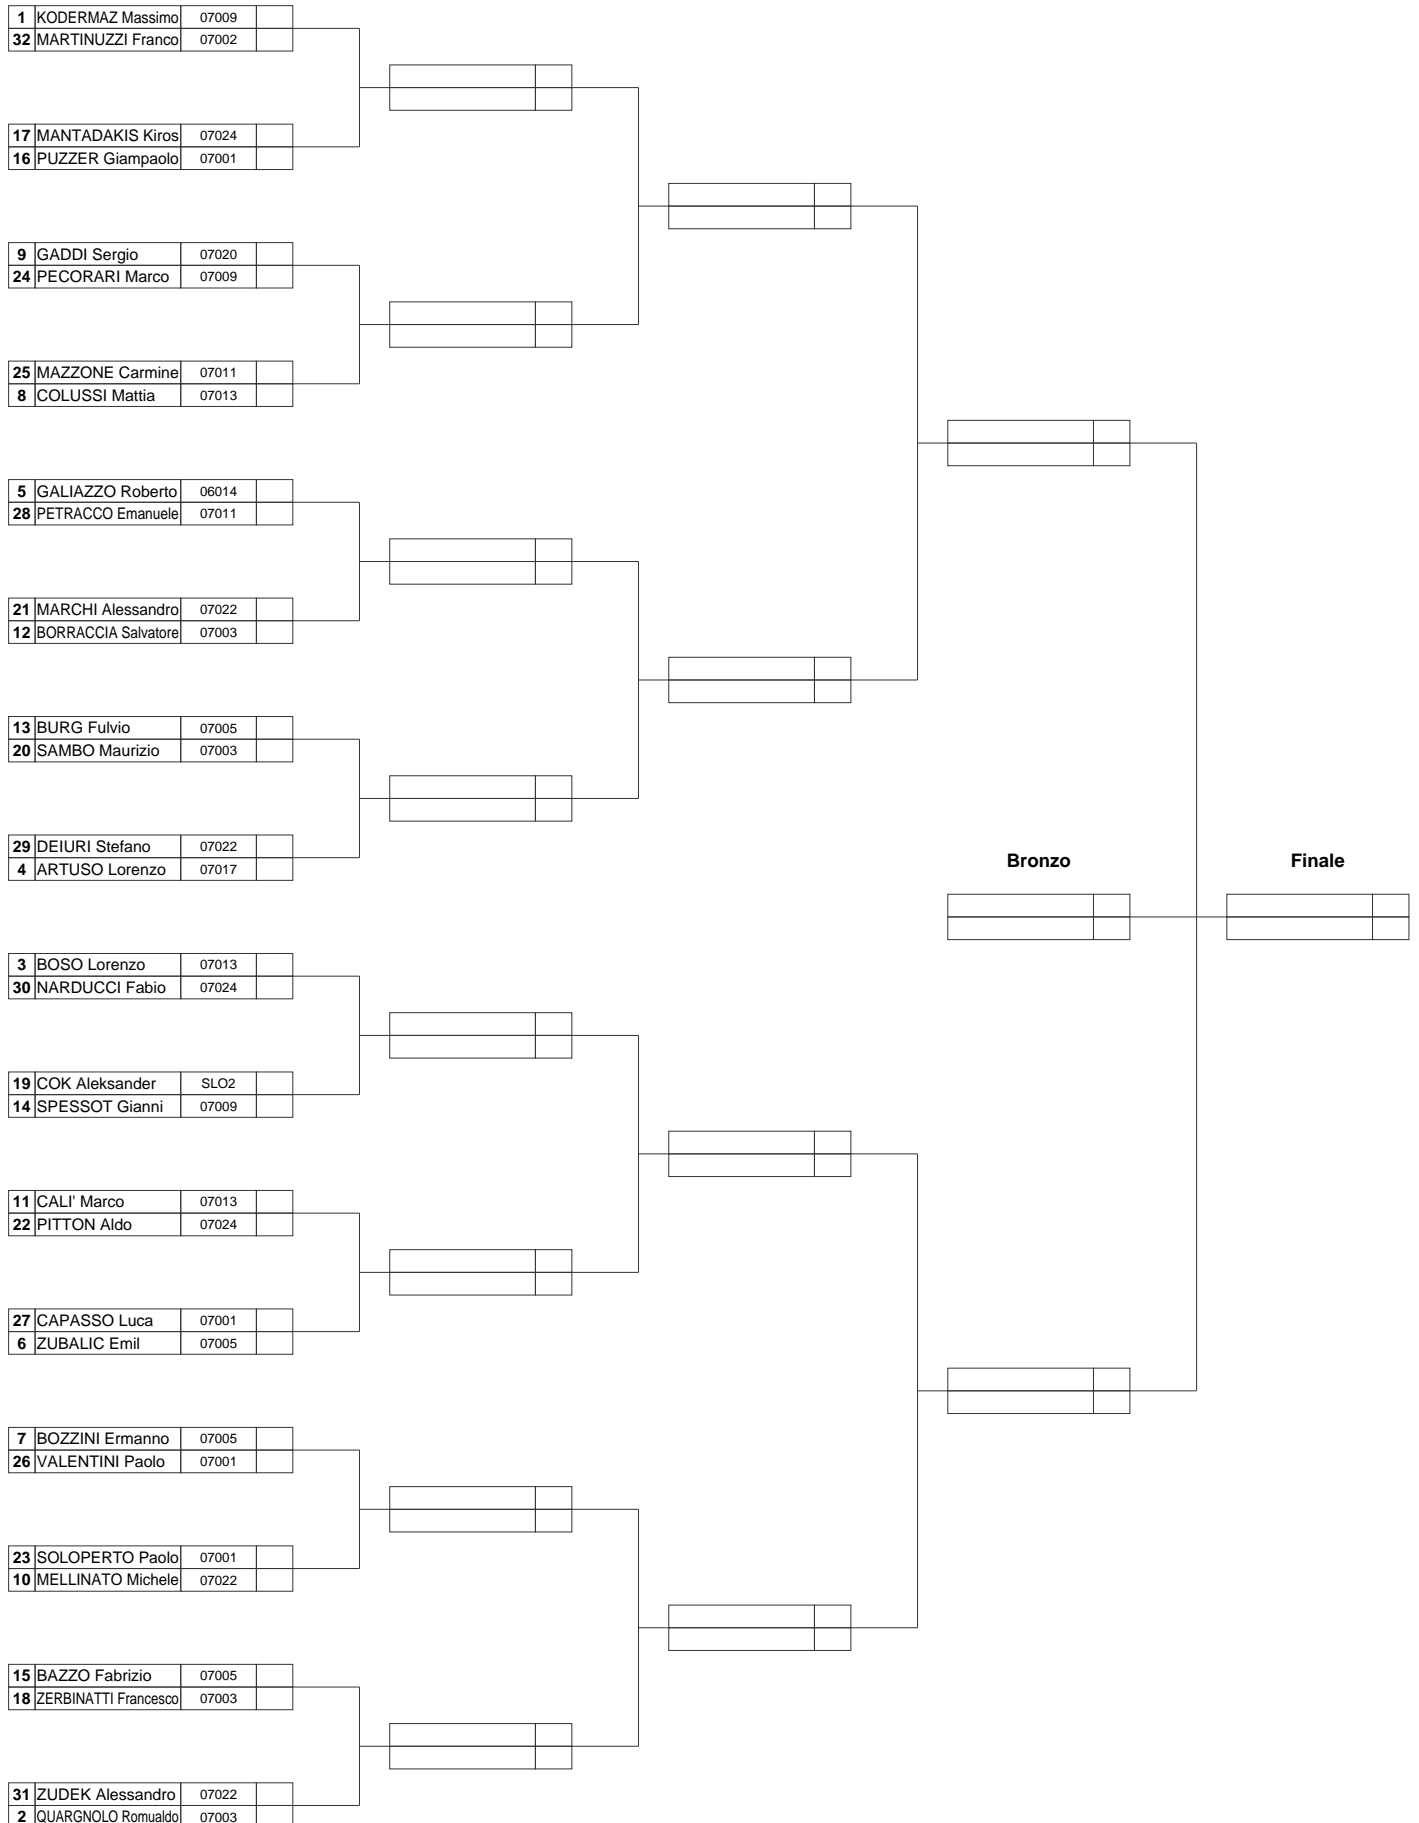 1 KODERMAZ Massimo 07009
32 MARTINUZZI Franco 07002
17 MANTADAKIS Kiros 07024
16 PUZZER Giampaolo 07001
9 GADDI Sergio 07020
24 PECORARI Marco 07009
25 MAZZONE Carmine 07011
8 COLUSSI Mattia 07013
5 GALIAZZO Roberto 06014
28 PETRACCO Emanuele 07011
21 MARCHI Alessandro 07022
12 BORRACCIA Salvatore 07003
13 BURG Fulvio 07005
20 SAMBO Maurizio 07003
29 DEIURI Stefano 07022
4 ARTUSO Lorenzo 07017
Bronzo Finale
3 BOSO Lorenzo 07013
30 NARDUCCI Fabio 07024
19 COK Aleksander SLO2
14 SPESSOT Gianni 07009
11 CALI' Marco 07013
22 PITTON Aldo 07024
27 CAPASSO Luca 07001
6 ZUBALIC Emil 07005
7 BOZZINI Ermanno 07005
26 VALENTINI Paolo 07001
23 SOLOPERTO Paolo 07001
10 MELLINATO Michele 07022
15 BAZZO Fabrizio 07005
18 ZERBINATTI Francesco 07003
31 ZUDEK Alessandro 07022
2 QUARGNOLO Romualdo 07003